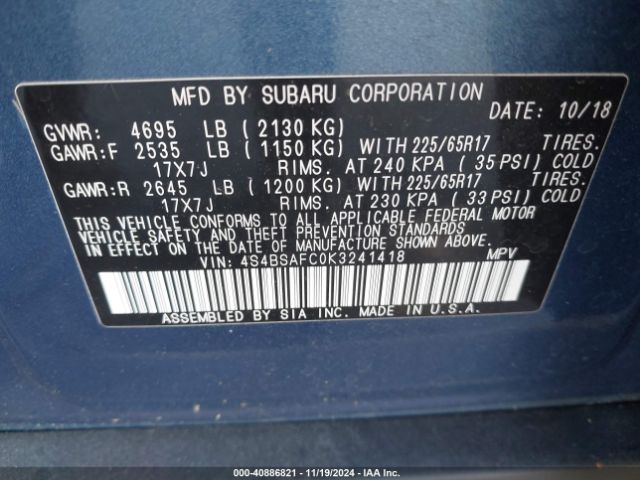 MFD BY SUBARU CORPORATION
DATE: 10/18
GVWR: 4695 LB (2130 KG)
GAWR:F 2535 LB (1150 KG) WITH 225/65R17 TIRES.
17X7J RIMS. AT 240 KPA (35 PSI) COLD
GAWR:R 2645 LB (1200 KG) WITH 225/65R17 TIRES.
17X7J RIMS. AT 230 KPA (33 PSI) COLD
THIS VEHICLE CONFORMS TO ALL APPLICABLE FEDERAL MOTOR
VEHICLE SAFETY AND THEFT PREVENTION STANDARDS
IN EFFECT ON THE DATE OF MANUFACTURE SHOWN ABOVE.
VIN: 4S4BSAFC0K3241418 MPV
ASSEMBLED BY SIA INC. MADE IN U.S.A.
© COPY - 40886821 - 11/19/2024 - IAA Inc.